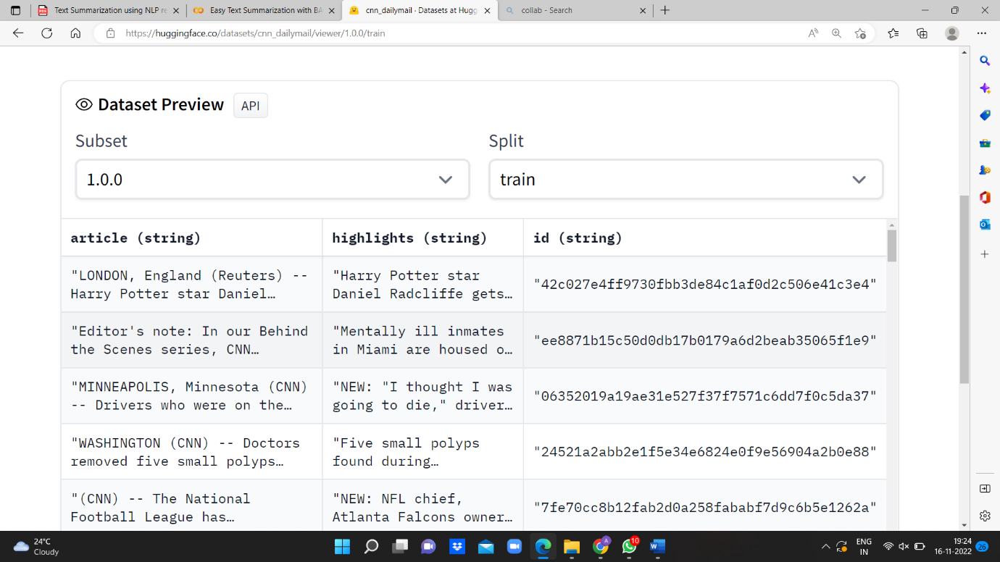 Text Summarization using NLP re
Easy Text Summarization with BA
cnn_dailymail · Datasets at Hugg
collab - Search
https://huggingface.co/datasets/cnn_dailymail/viewer/1.0.0/train
Dataset Preview API
Subset Split
1.0.0 train
article (string) highlights (string) id (string)
"LONDON, England (Reuters) --
Harry Potter star Daniel…
"Harry Potter star
Daniel Radcliffe gets…
"42c027e4ff9730fbb3de84c1af0d2c506e41c3e4"
"Editor's note: In our Behind
the Scenes series, CNN…
"Mentally ill inmates
in Miami are housed o…
"ee8871b15c50d0db17b0179a6d2beab35065f1e9"
"MINNEAPOLIS, Minnesota (CNN)
-- Drivers who were on the…
"NEW: "I thought I was
going to die," driver…
"06352019a19ae31e527f37f7571c6dd7f0c5da37"
"WASHINGTON (CNN) -- Doctors
removed five small polyps…
"Five small polyps
found during…
"24521a2abb2e1f5e34e6824e0f9e56904a2b0e88"
"(CNN) -- The National
Football League has…
"NEW: NFL chief,
Atlanta Falcons owner…
"7fe70cc8b12fab2d0a258fababf7d9c6b5e1262a"
24°C
Cloudy
A
10
ENG
IN
19:24
16-11-2022
26